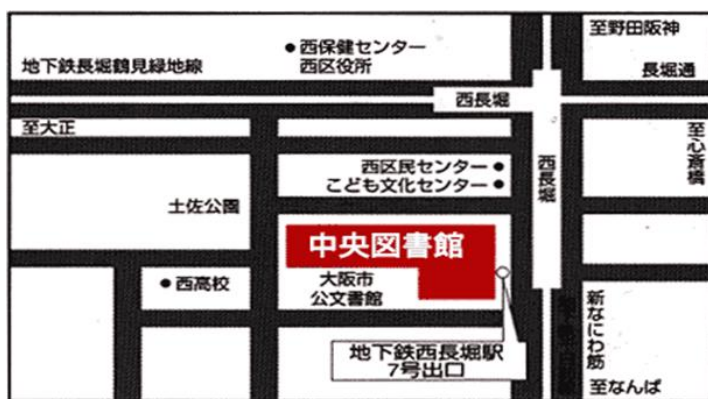 至野田阪神
西保健センター
西区役所
地下鉄長堀鶴見緑地線
長堀通
西長堀
至大正
至心斎橋
西区民センター
こども文化センター
西長堀
土佐公園
中央図書館
西高校
大阪市
公文書館
新なにわ筋
地下鉄西長堀駅
7号出口
至なんば